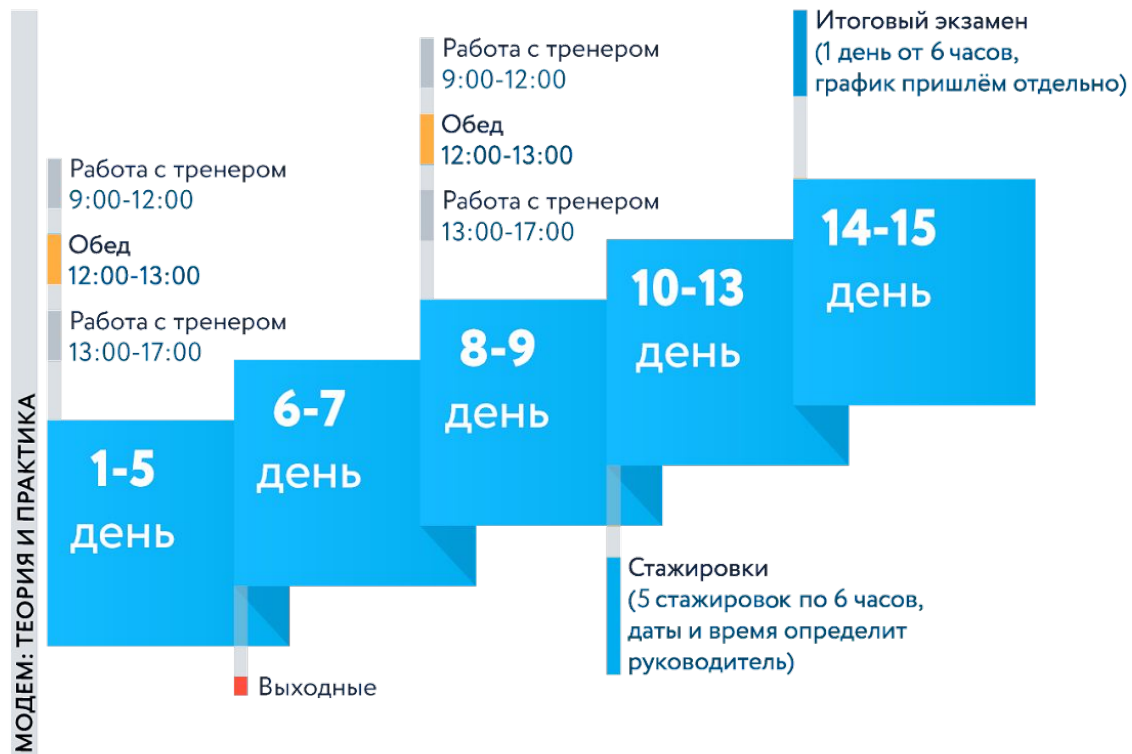 МОДЕМ: ТЕОРИЯ И ПРАКТИКА
Работа с тренером
9:00-12:00
Обед
12:00-13:00
Работа с тренером
13:00-17:00
1-5
день
6-7
день
Выходные
Работа с тренером
9:00-12:00
Обед
12:00-13:00
Работа с тренером
13:00-17:00
8-9
день
10-13
день
Стажировки
(5 стажировок по 6 часов,
даты и время определит
руководитель)
Итоговый экзамен
(1 день от 6 часов,
график пришлём отдельно)
14-15
день